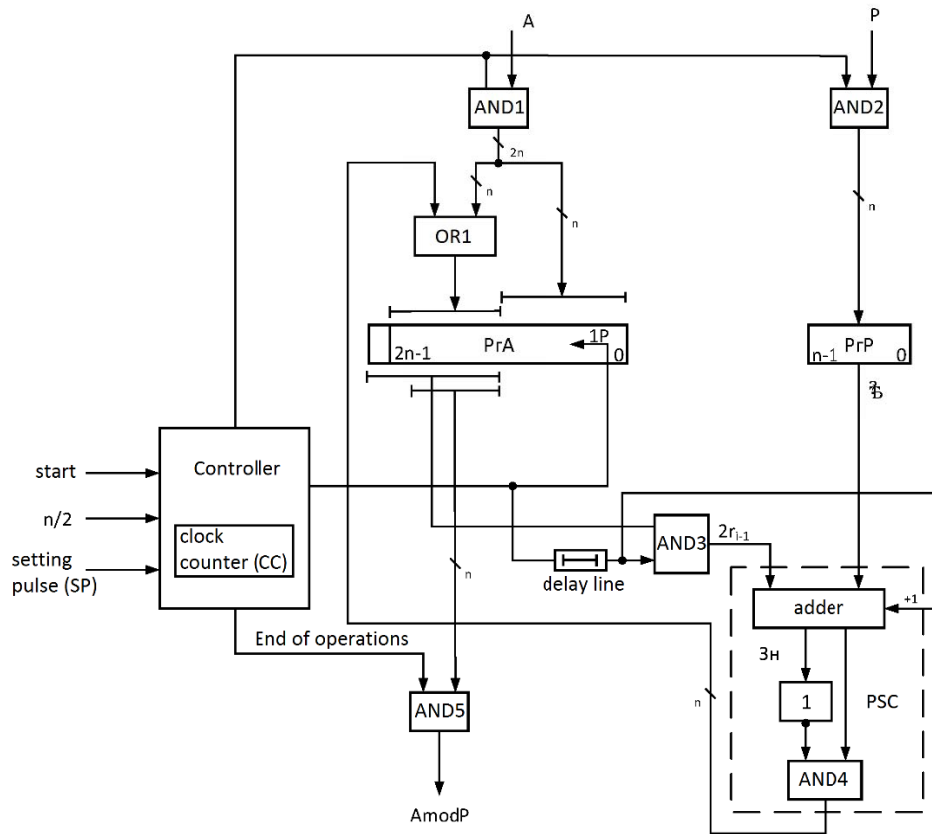 A
P
AND1
AND2
2n
n
n
n
OR1
1P
2n-1
PrA
0
n-1
PrP
0
Controller
start
n/2
clock
counter (CC)
setting
pulse (SP)
AND3
2rᵢ₋₁
delay line
n
adder
+1
End of operations
Зн
1
PSC
n
AND5
AND4
AmodP